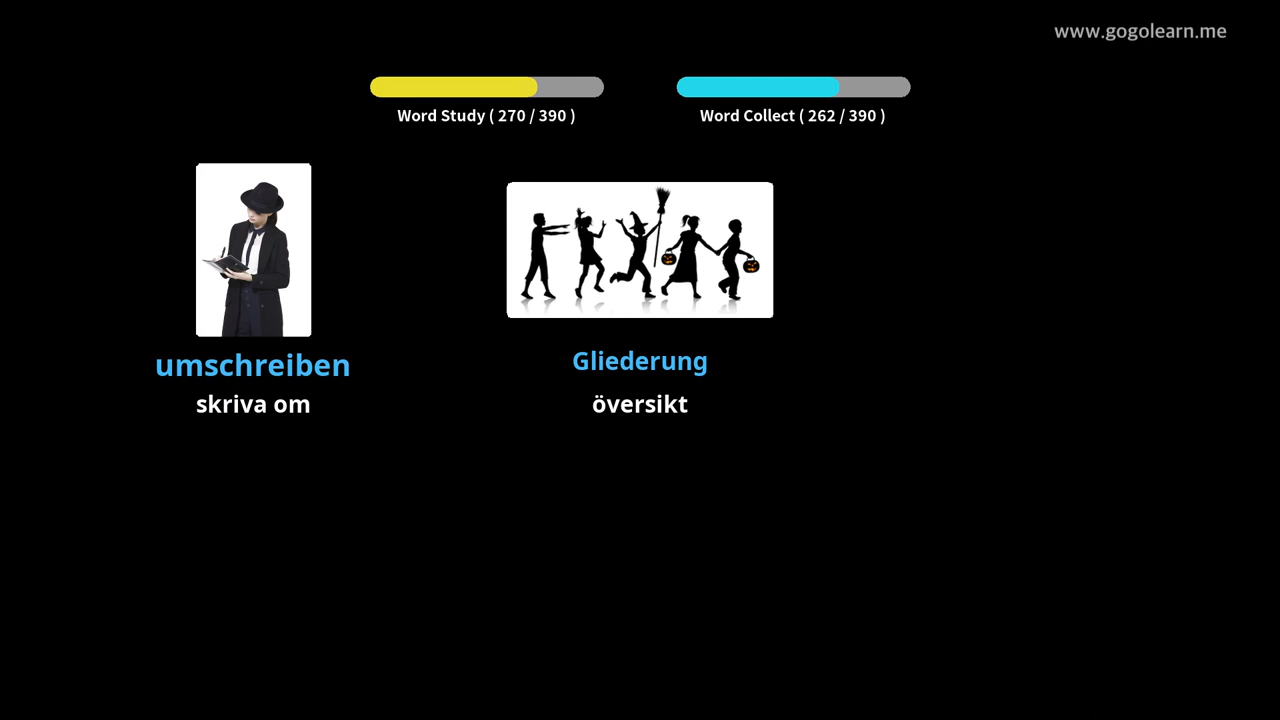 www.gogolearn.me
Word Study ( 270 / 390 )
Word Collect ( 262 / 390 )
umschreiben
skriva om
Gliederung
översikt